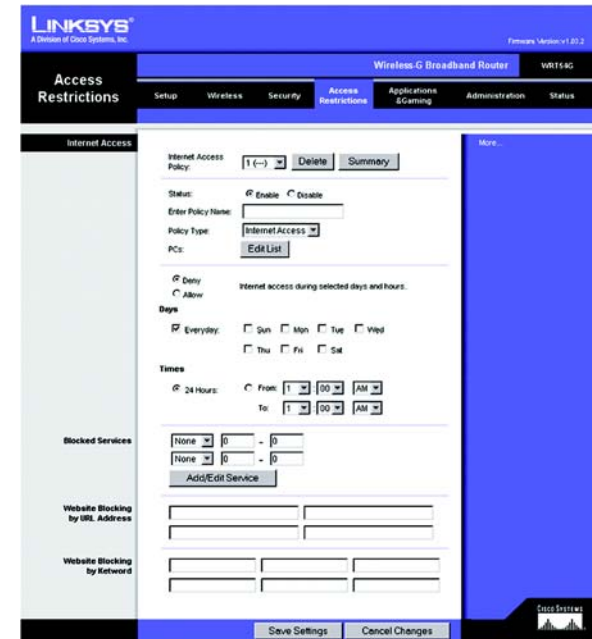 LINKSYS®
A Division of Cisco Systems, Inc.
Firmware Version: v1.02.2
Wireless-G Broadband Router WRT54G
Access Restrictions
Setup Wireless Security Access Restrictions Applications &Gaming Administration Status
Internet Access
More...
Internet Access Policy: 1 (---) Delete Summary
Status: Enable Disable
Enter Policy Name:
Policy Type: Internet Access
PCs: Edit List
Deny
Allow
Internet access during selected days and hours.
Days
Everyday. Sun Mon Tue Wed
Thu Fri Sat
Times
24 Hours: From: 1 : 00 AM
To: 1 : 00 AM
Blocked Services
None 0 - 0
None 0 - 0
Add/Edit Service
Website Blocking by URL Address
Website Blocking by Ketword
Save Settings Cancel Changes
CISCO SYSTEMS